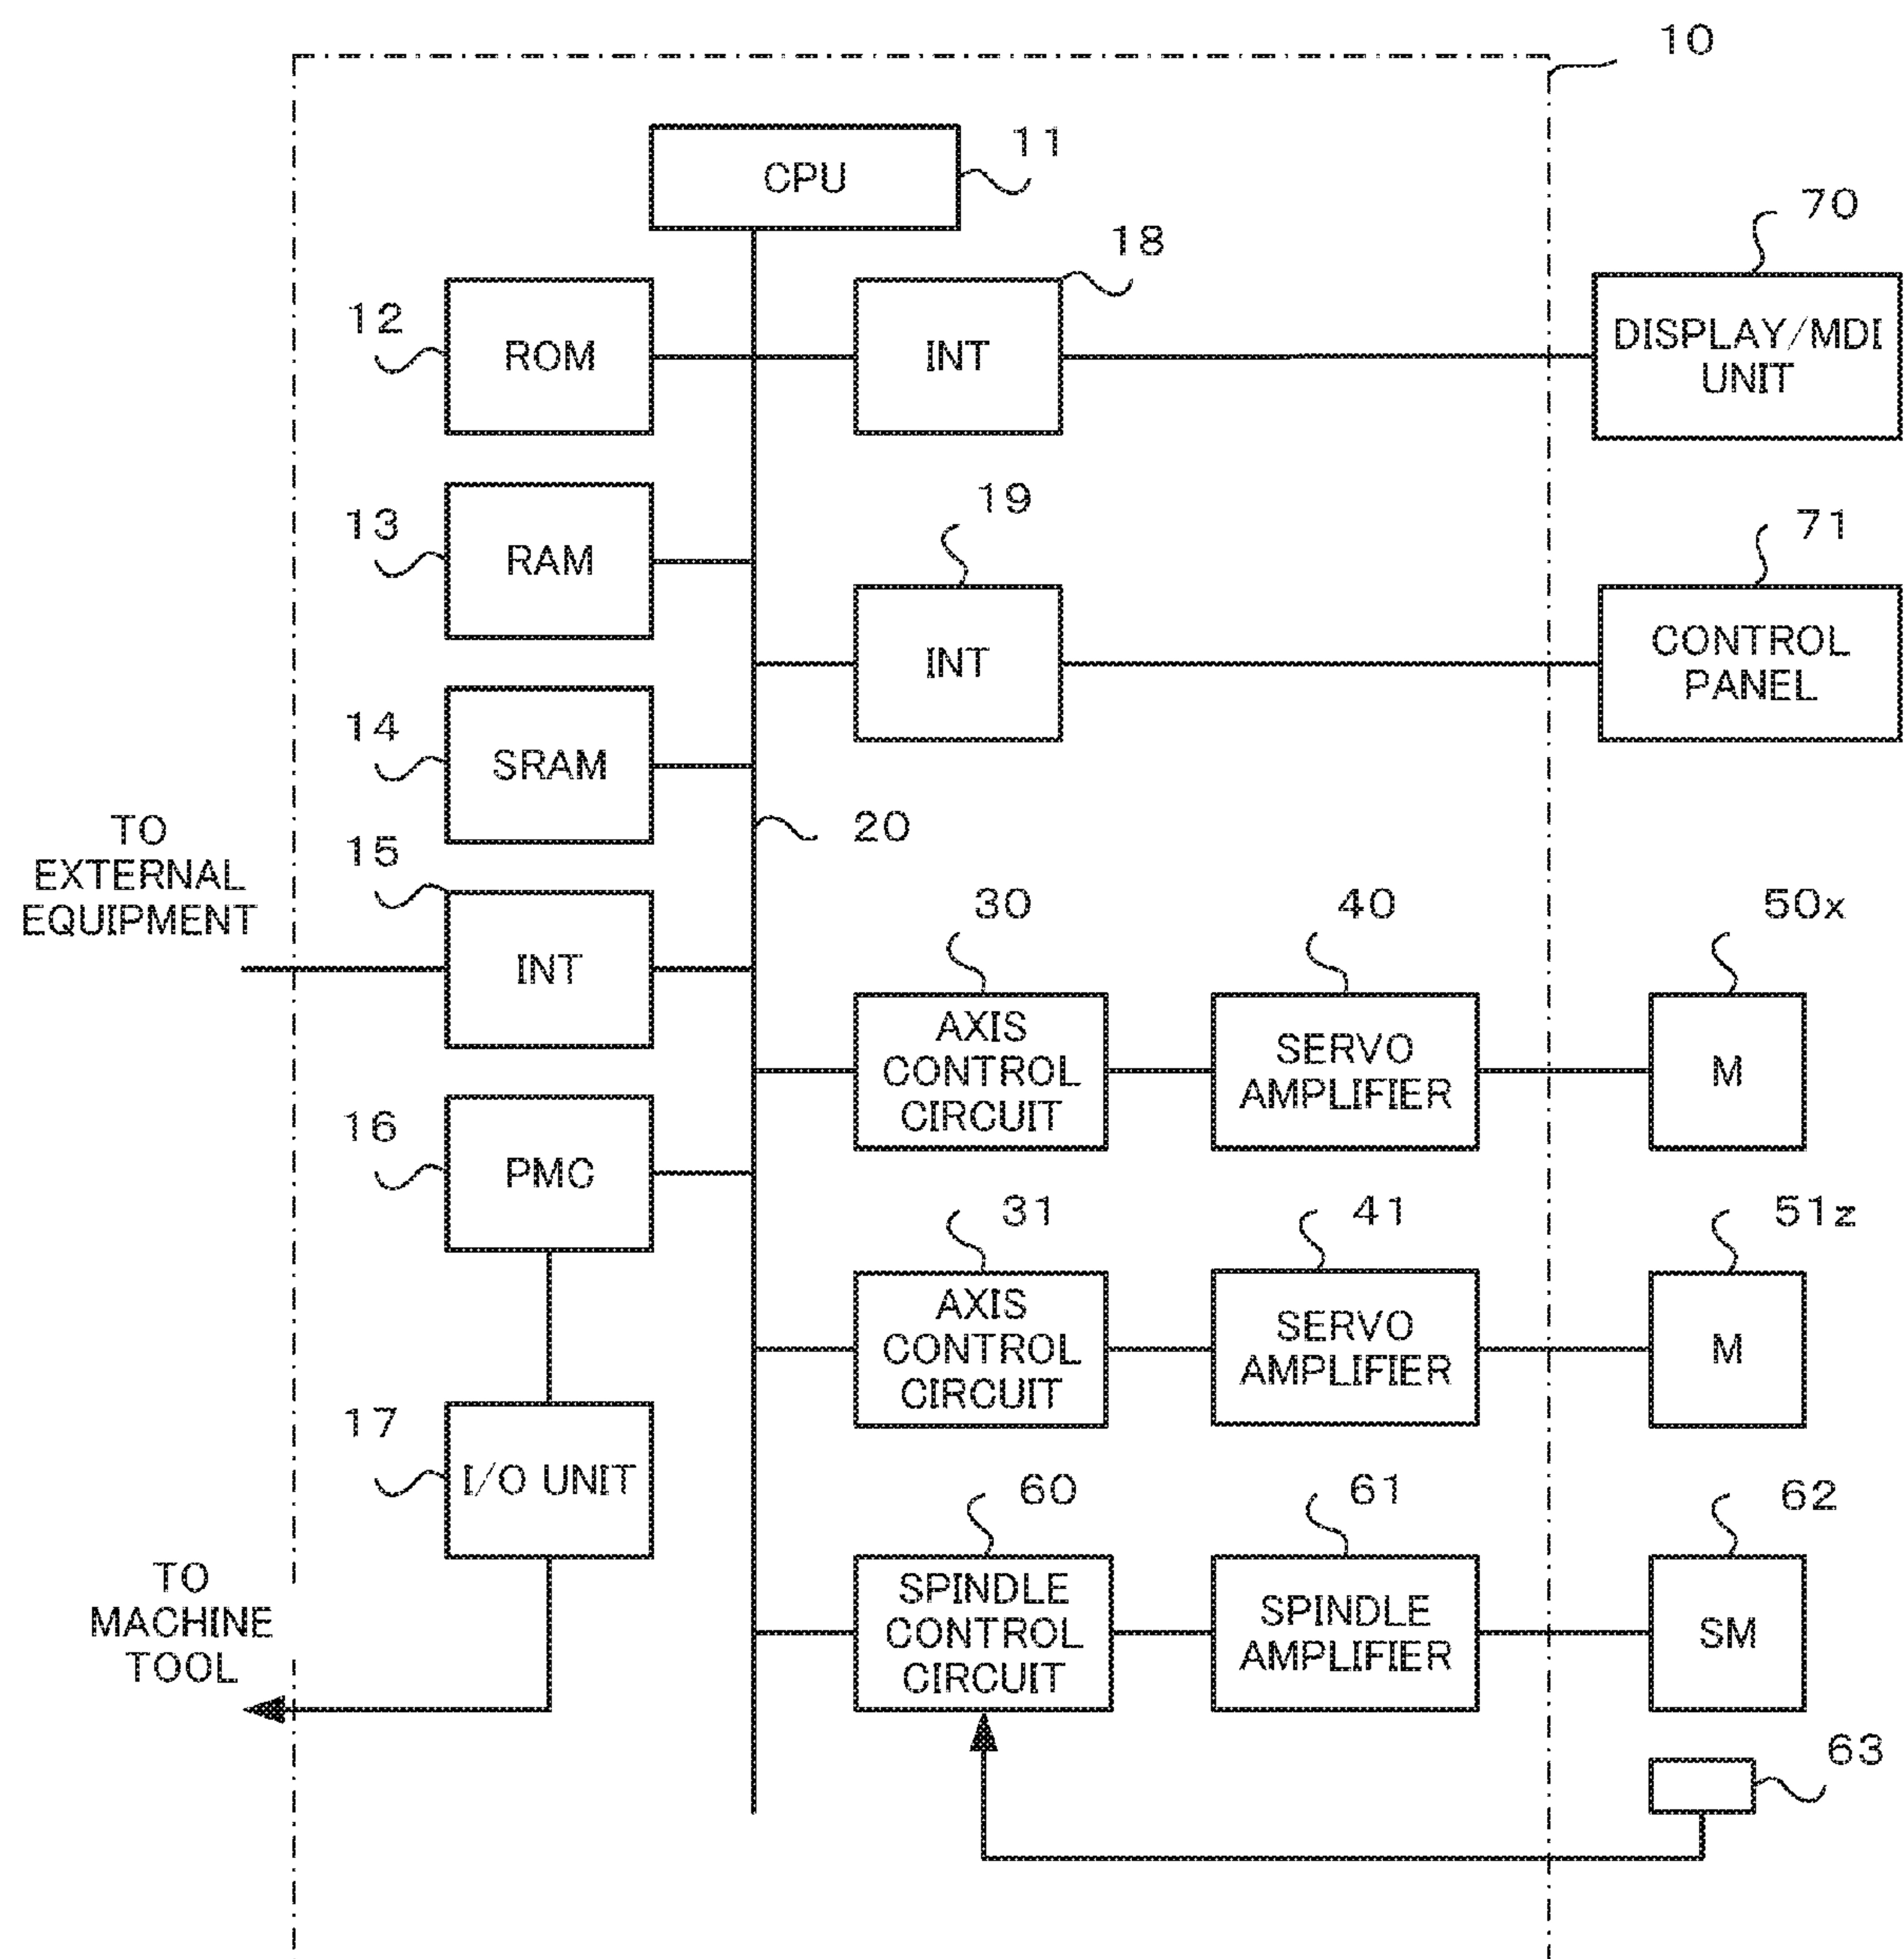 10
11
CPU
18
70
12
ROM
INT
DISPLAY/MDI
UNIT
13
RAM
19
71
INT
CONTROL
PANEL
14
SRAM
20
TO
EXTERNAL
EQUIPMENT
15
INT
30
40
50x
AXIS
CONTROL
CIRCUIT
SERVO
AMPLIFIER
M
16
PMC
31
41
51z
AXIS
CONTROL
CIRCUIT
SERVO
AMPLIFIER
M
17
I/O UNIT
60
61
62
TO
MACHINE
TOOL
SPINDLE
CONTROL
CIRCUIT
SPINDLE
AMPLIFIER
SM
63